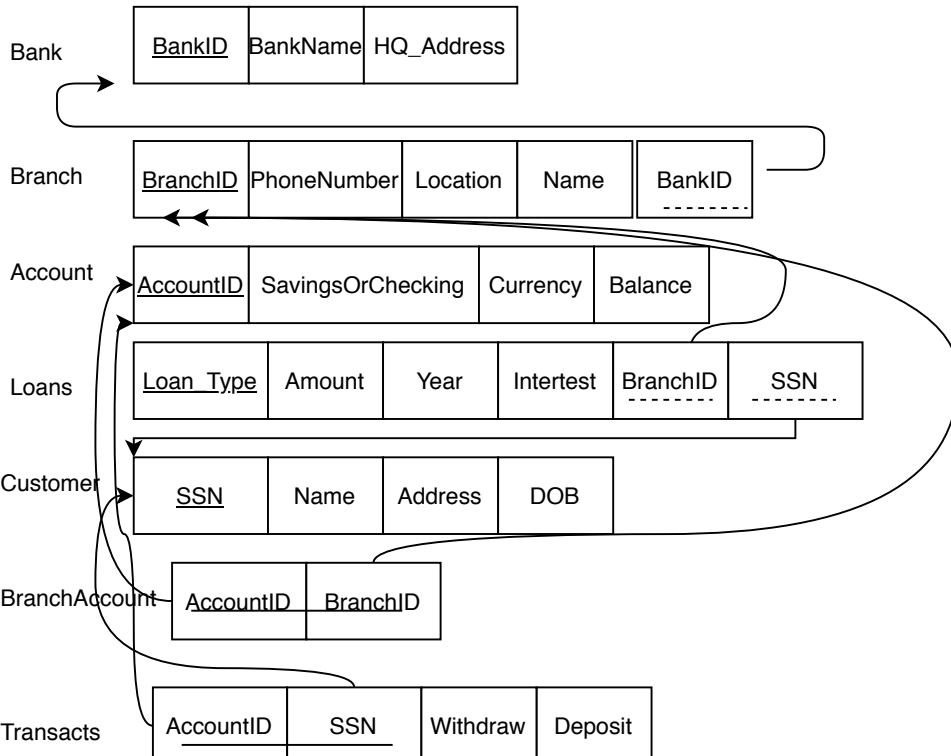 Bank BankID BankName HQ_Address
Branch BranchID PhoneNumber Location Name BankID
Account AccountID SavingsOrChecking Currency Balance
Loans Loan_Type Amount Year Intertest BranchID SSN
Customer SSN Name Address DOB
BranchAccount AccountID BranchID
Transacts AccountID SSN Withdraw Deposit